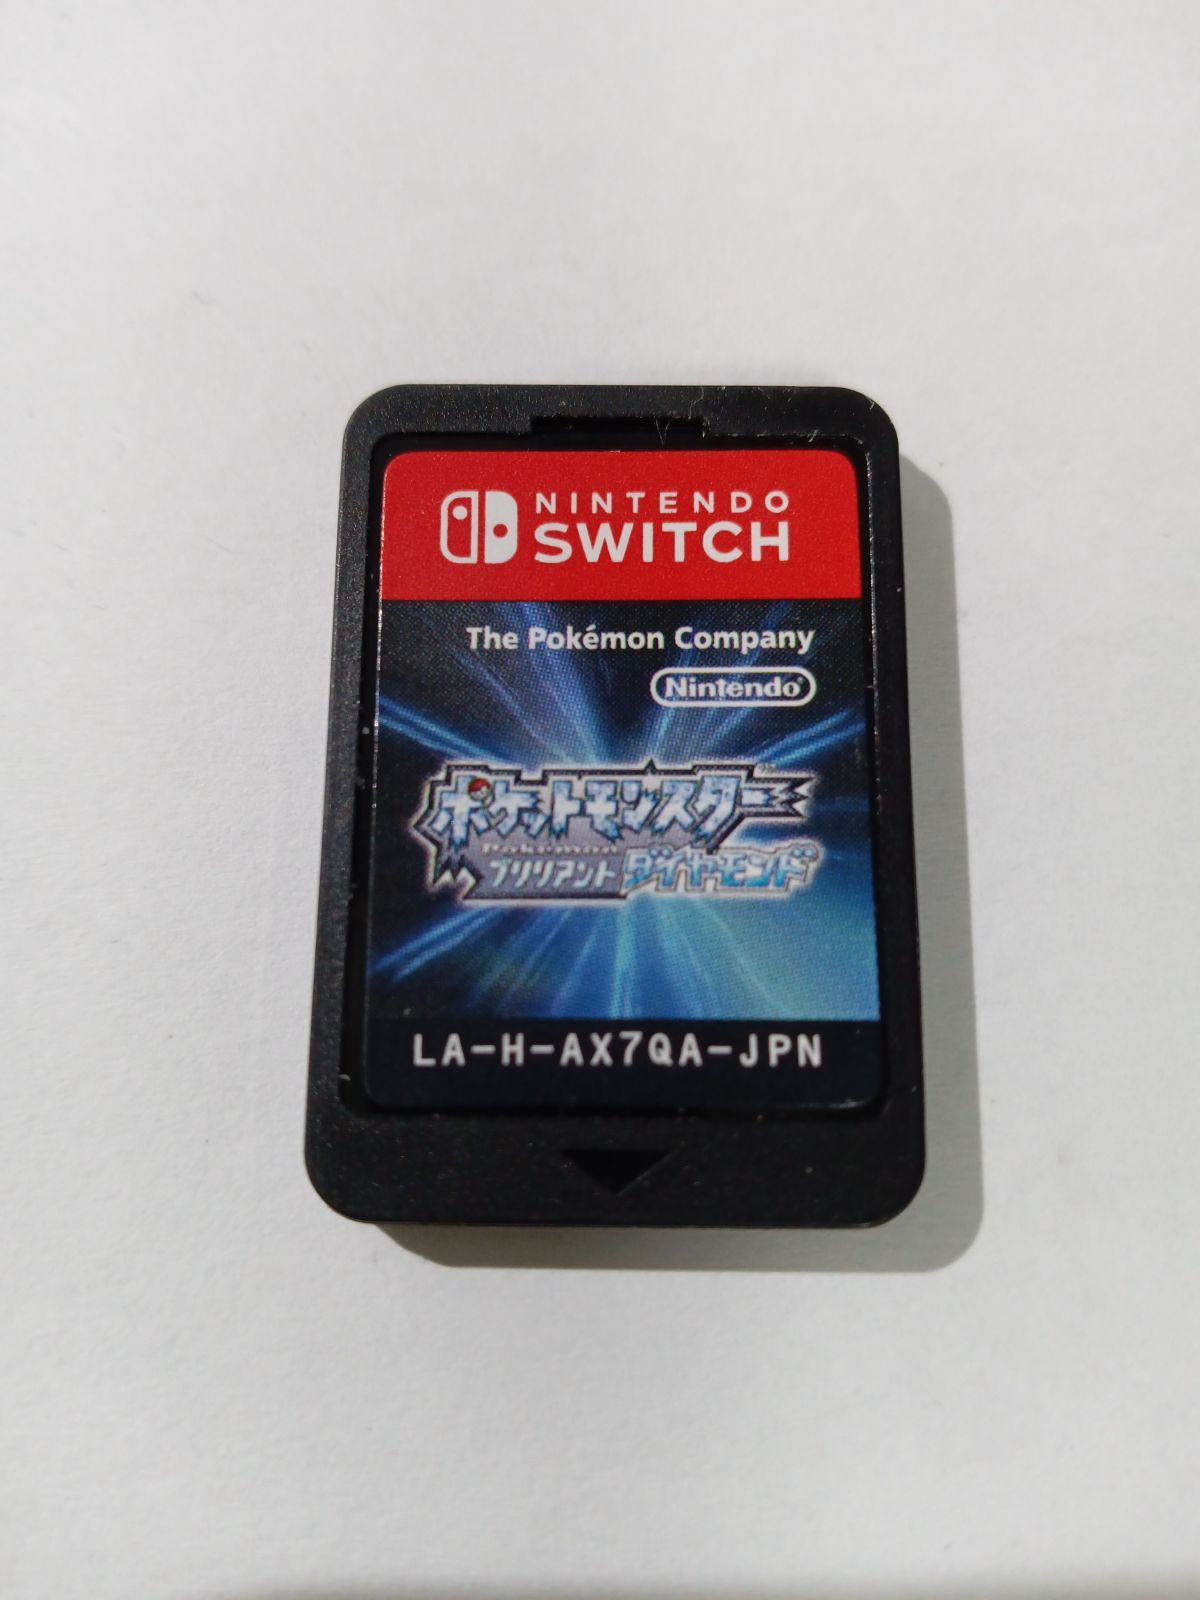 NINTENDO
SWITCH
The Pokémon Company
Nintendo
ポケットモンスター
ブリリアントダイヤモンド
LA-H-AX7QA-JPN